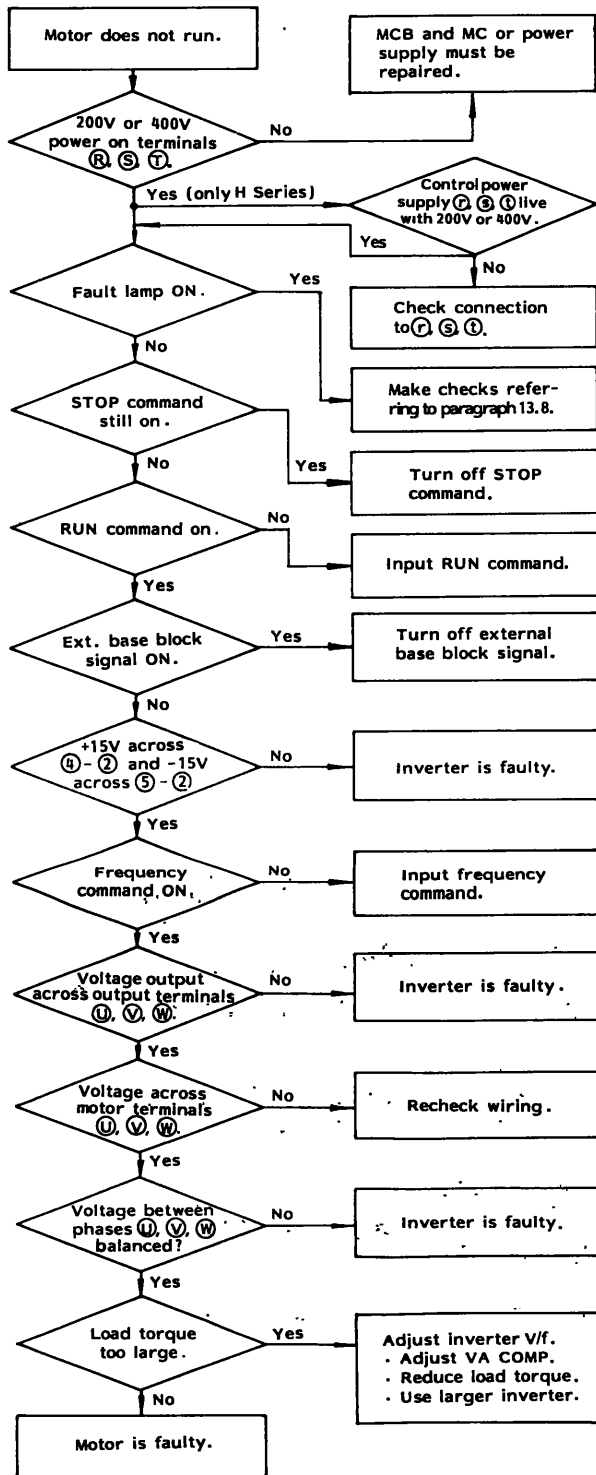 Motor does not run.
MCB and MC or power
supply must be
repaired.
200V or 400V
power on terminals
Ⓡ, Ⓢ, Ⓣ.
No
Yes (only H Series)
Control power
supply ⓡ, ⓢ, ⓣ live
with 200V or 400V.
Yes
No
Check connection
to ⓡ, ⓢ, ⓣ.
Fault lamp ON.
Yes
No
Make checks refer-
ring to paragraph 13.8.
STOP command
still on.
Yes
No
Turn off STOP
command.
RUN command on.
No
Yes
Input RUN command.
Ext. base block
signal ON.
Yes
No
Turn off external
base block signal.
+15V across
④ - ② and -15V
across ⑤ - ②
No
Yes
Inverter is faulty.
Frequency
command ON.
No
Yes
Input frequency
command.
Voltage output
across output terminals
Ⓤ, Ⓥ, Ⓦ.
No
Yes
Inverter is faulty.
Voltage across
motor terminals
Ⓤ, Ⓥ, Ⓦ.
No
Yes
Recheck wiring.
Voltage between
phases Ⓤ, Ⓥ, Ⓦ
balanced?
No
Yes
Inverter is faulty.
Load torque
too large.
Yes
No
Adjust inverter V/f.
· Adjust VA COMP.
· Reduce load torque.
· Use larger inverter.
Motor is faulty.